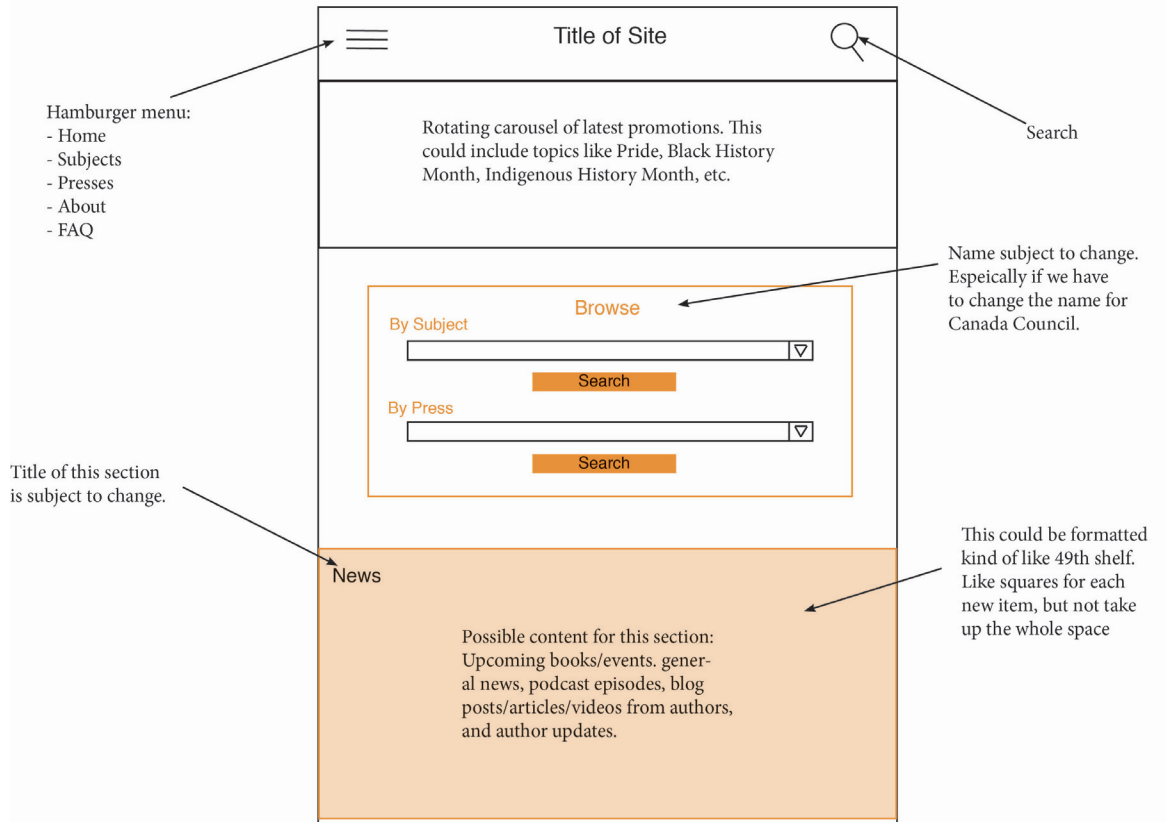 Title of Site
Hamburger menu:
- Home
- Subjects
- Presses
- About
- FAQ
Search
Rotating carousel of latest promotions. This
could include topics like Pride, Black History
Month, Indigenous History Month, etc.
Name subject to change.
Espeically if we have
to change the name for
Canada Council.
Browse
By Subject
Search
By Press
Search
Title of this section
is subject to change.
News
This could be formatted
kind of like 49th shelf.
Like squares for each
new item, but not take
up the whole space
Possible content for this section:
Upcoming books/events. gener-
al news, podcast episodes, blog
posts/articles/videos from authors,
and author updates.